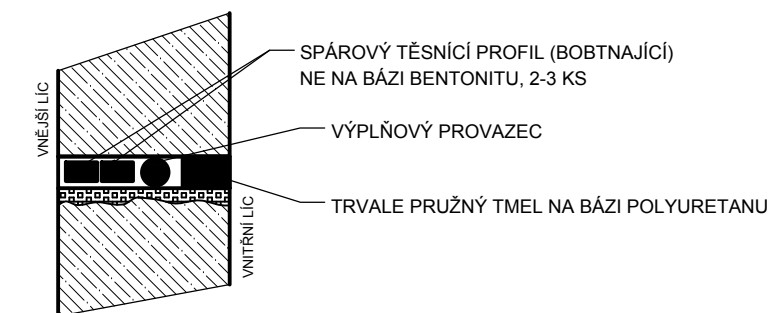 SPÁROVÝ TĚSNÍCÍ PROFIL (BOBTNAJÍCÍ)
NE NA BÁZI BENTONITU, 2-3 KS
VNĚJŠÍ LÍC
VÝPLŇOVÝ PROVAZEC
TRVALE PRUŽNÝ TMEL NA BÁZI POLYURETANU
VNITŘNÍ LÍC